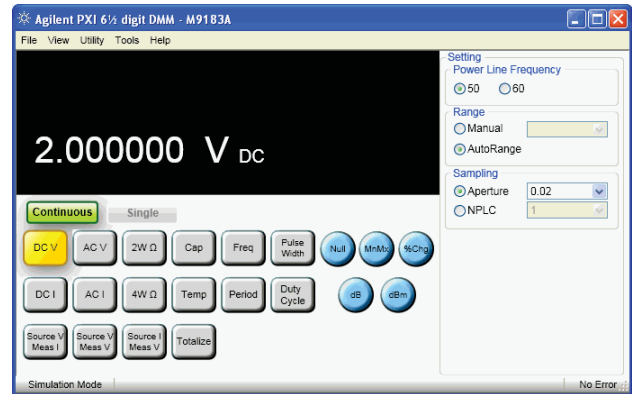 Agilent PXI 6½ digit DMM - M9183A
File View Utility Tools Help
2.000000 V DC
Continuous Single
DC V AC V 2W Ω Cap Freq Pulse Width Null MnMx %Chg
DC I AC I 4W Ω Temp Period Duty Cycle dB dBm
Source V Meas I Source V Meas V Source I Meas V Totalize
Setting
Power Line Frequency
50 60
Range
Manual
AutoRange
Sampling
Aperture 0.02
NPLC 1
Simulation Mode No Error